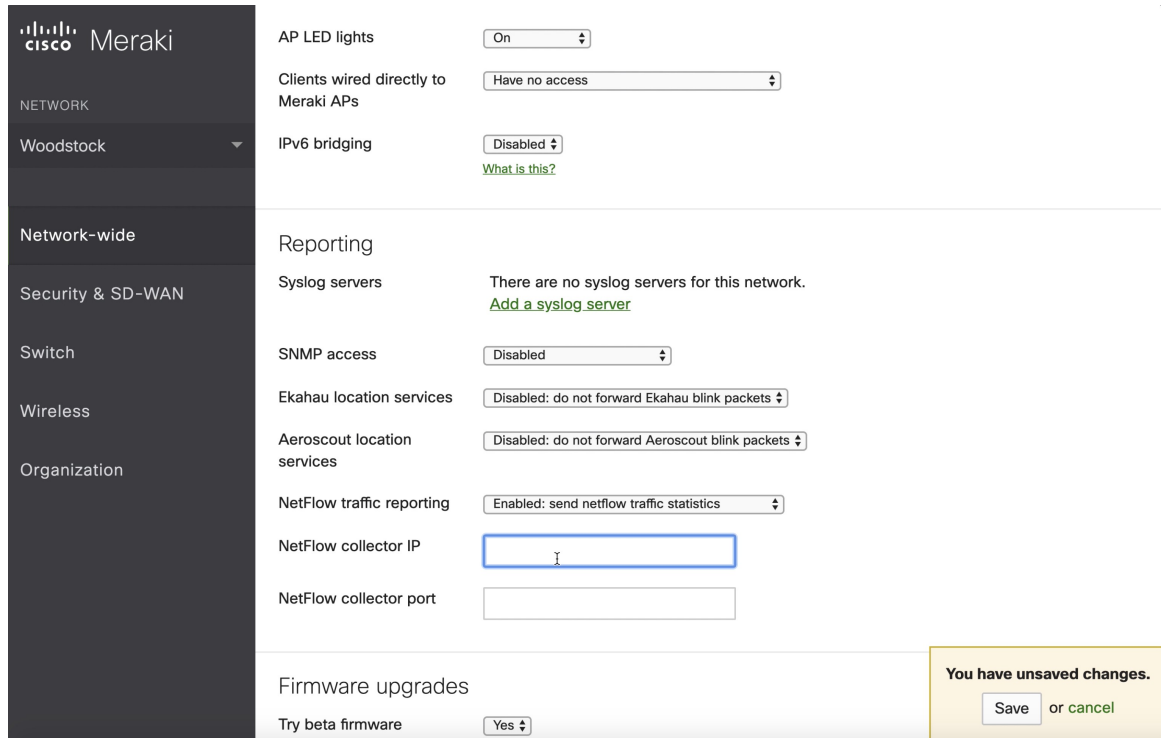 cisco Meraki
NETWORK
Woodstock
Network-wide
Security & SD-WAN
Switch
Wireless
Organization
AP LED lights
On
Clients wired directly to
Meraki APs
Have no access
IPv6 bridging
Disabled
What is this?
Reporting
Syslog servers
There are no syslog servers for this network.
Add a syslog server
SNMP access
Disabled
Ekahau location services
Disabled: do not forward Ekahau blink packets
Aeroscout location
services
Disabled: do not forward Aeroscout blink packets
NetFlow traffic reporting
Enabled: send netflow traffic statistics
NetFlow collector IP
NetFlow collector port
Firmware upgrades
Try beta firmware
Yes
You have unsaved changes.
Save or cancel